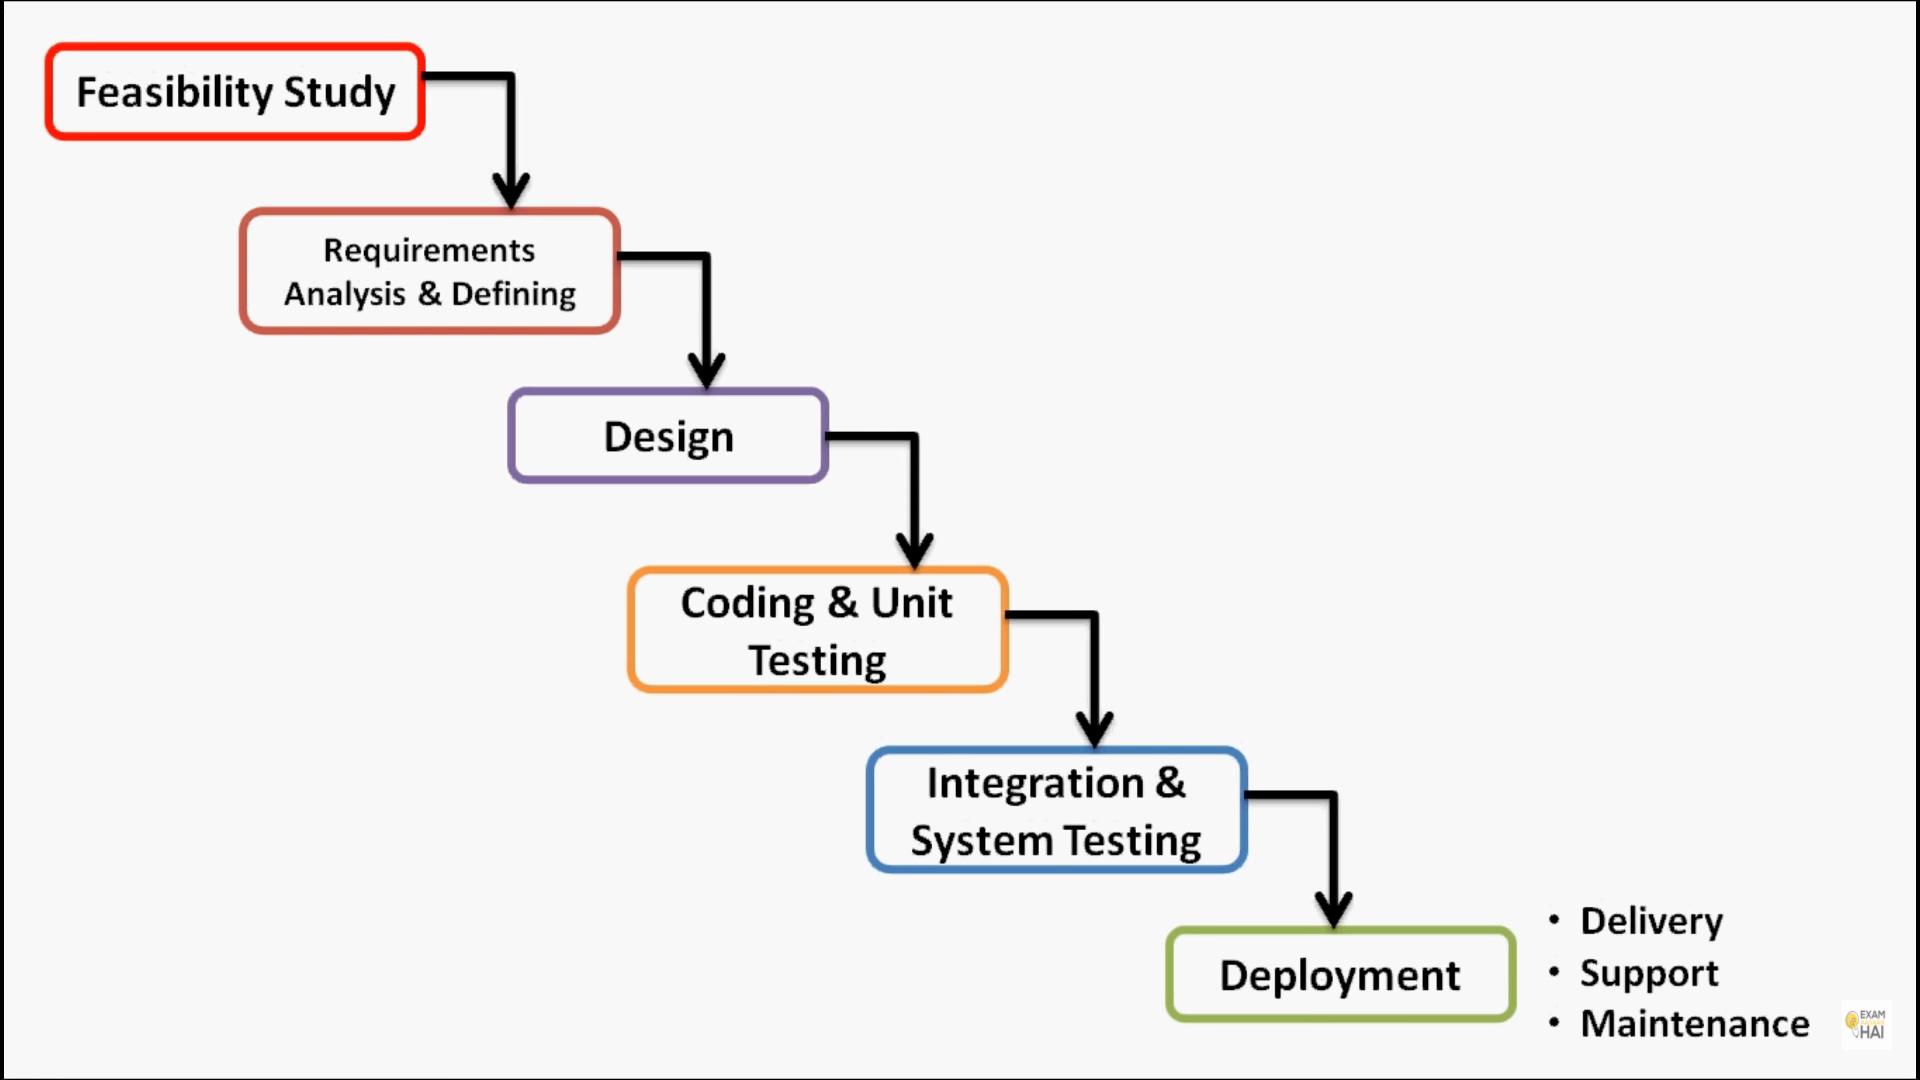 Feasibility Study
Requirements
Analysis & Defining
Design
Coding & Unit
Testing
Integration &
System Testing
Deployment
• Delivery
• Support
• Maintenance
EXAM
HAI